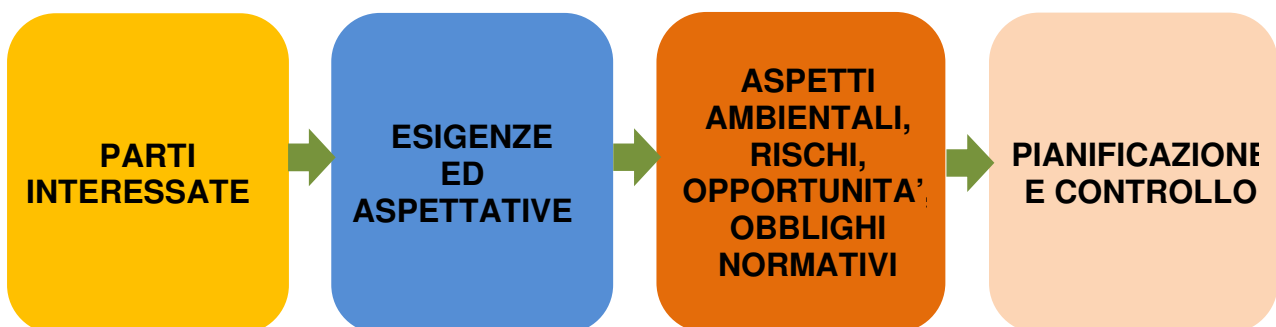 PARTI
INTERESSATE
ESIGENZE
ED
ASPETTATIVE
ASPETTI
AMBIENTALI,
RISCHI,
OPPORTUNITA’,
OBBLIGHI
NORMATIVI
PIANIFICAZIONE
E CONTROLLO